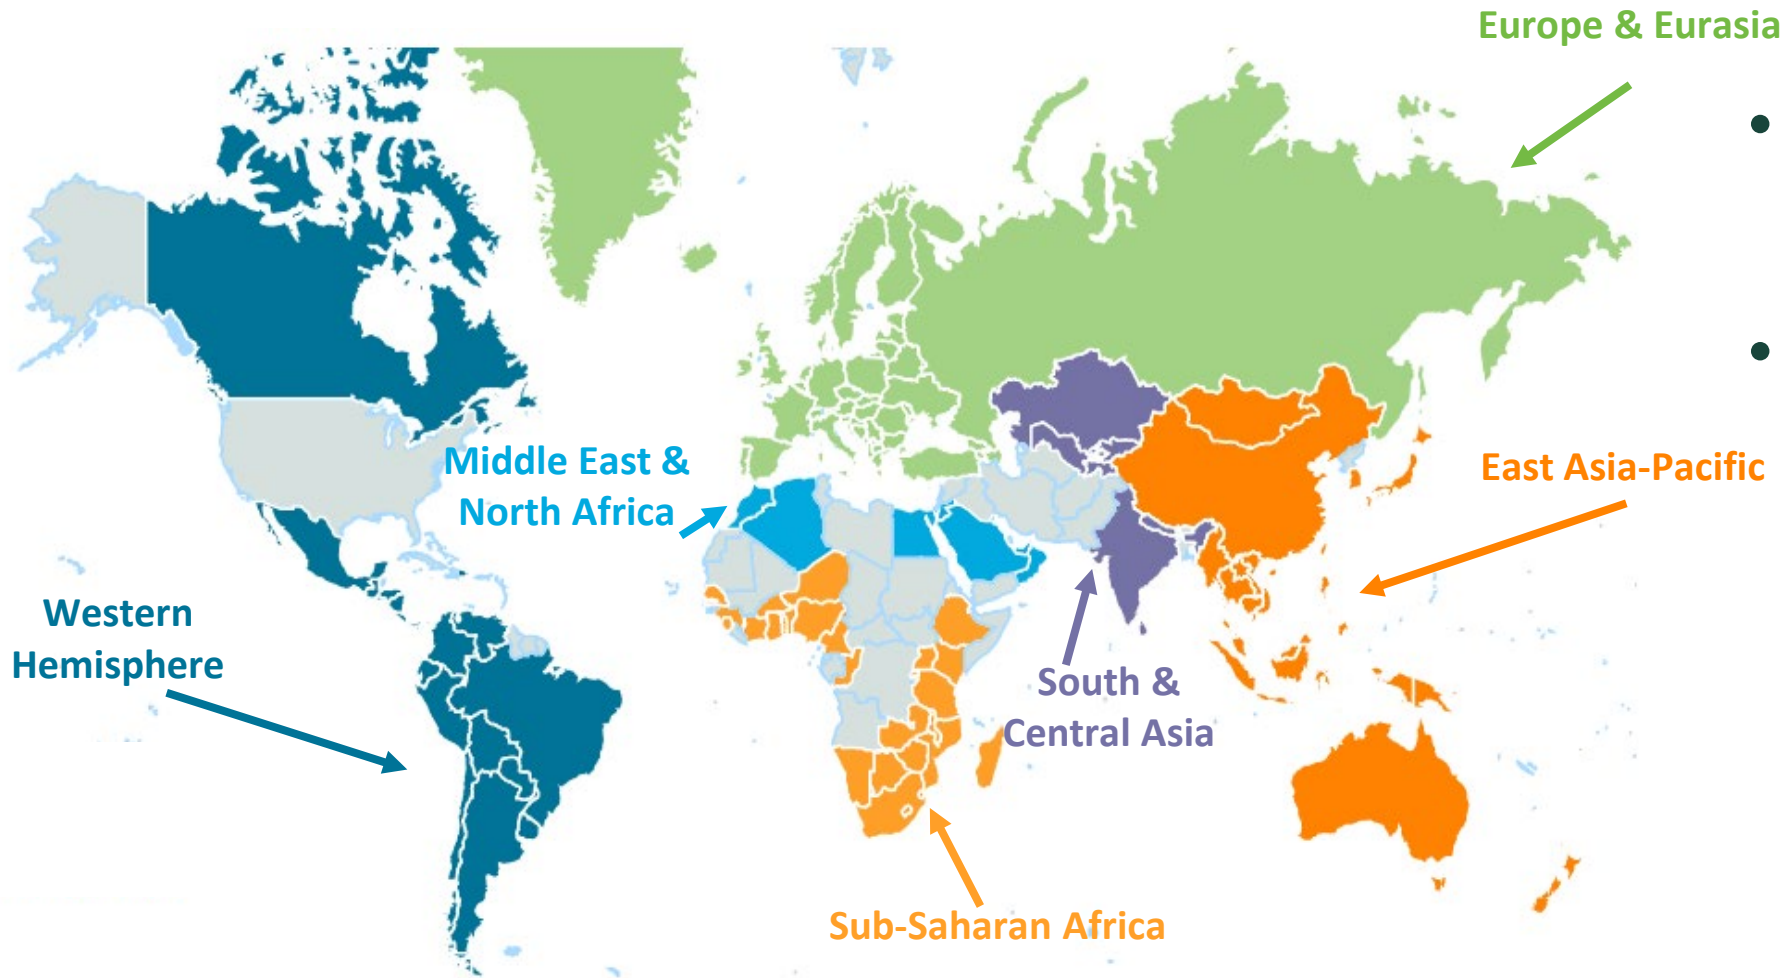 Europe & Eurasia
Middle East &
North Africa
East Asia-Pacific
Western
Hemisphere
South &
Central Asia
Sub-Saharan Africa